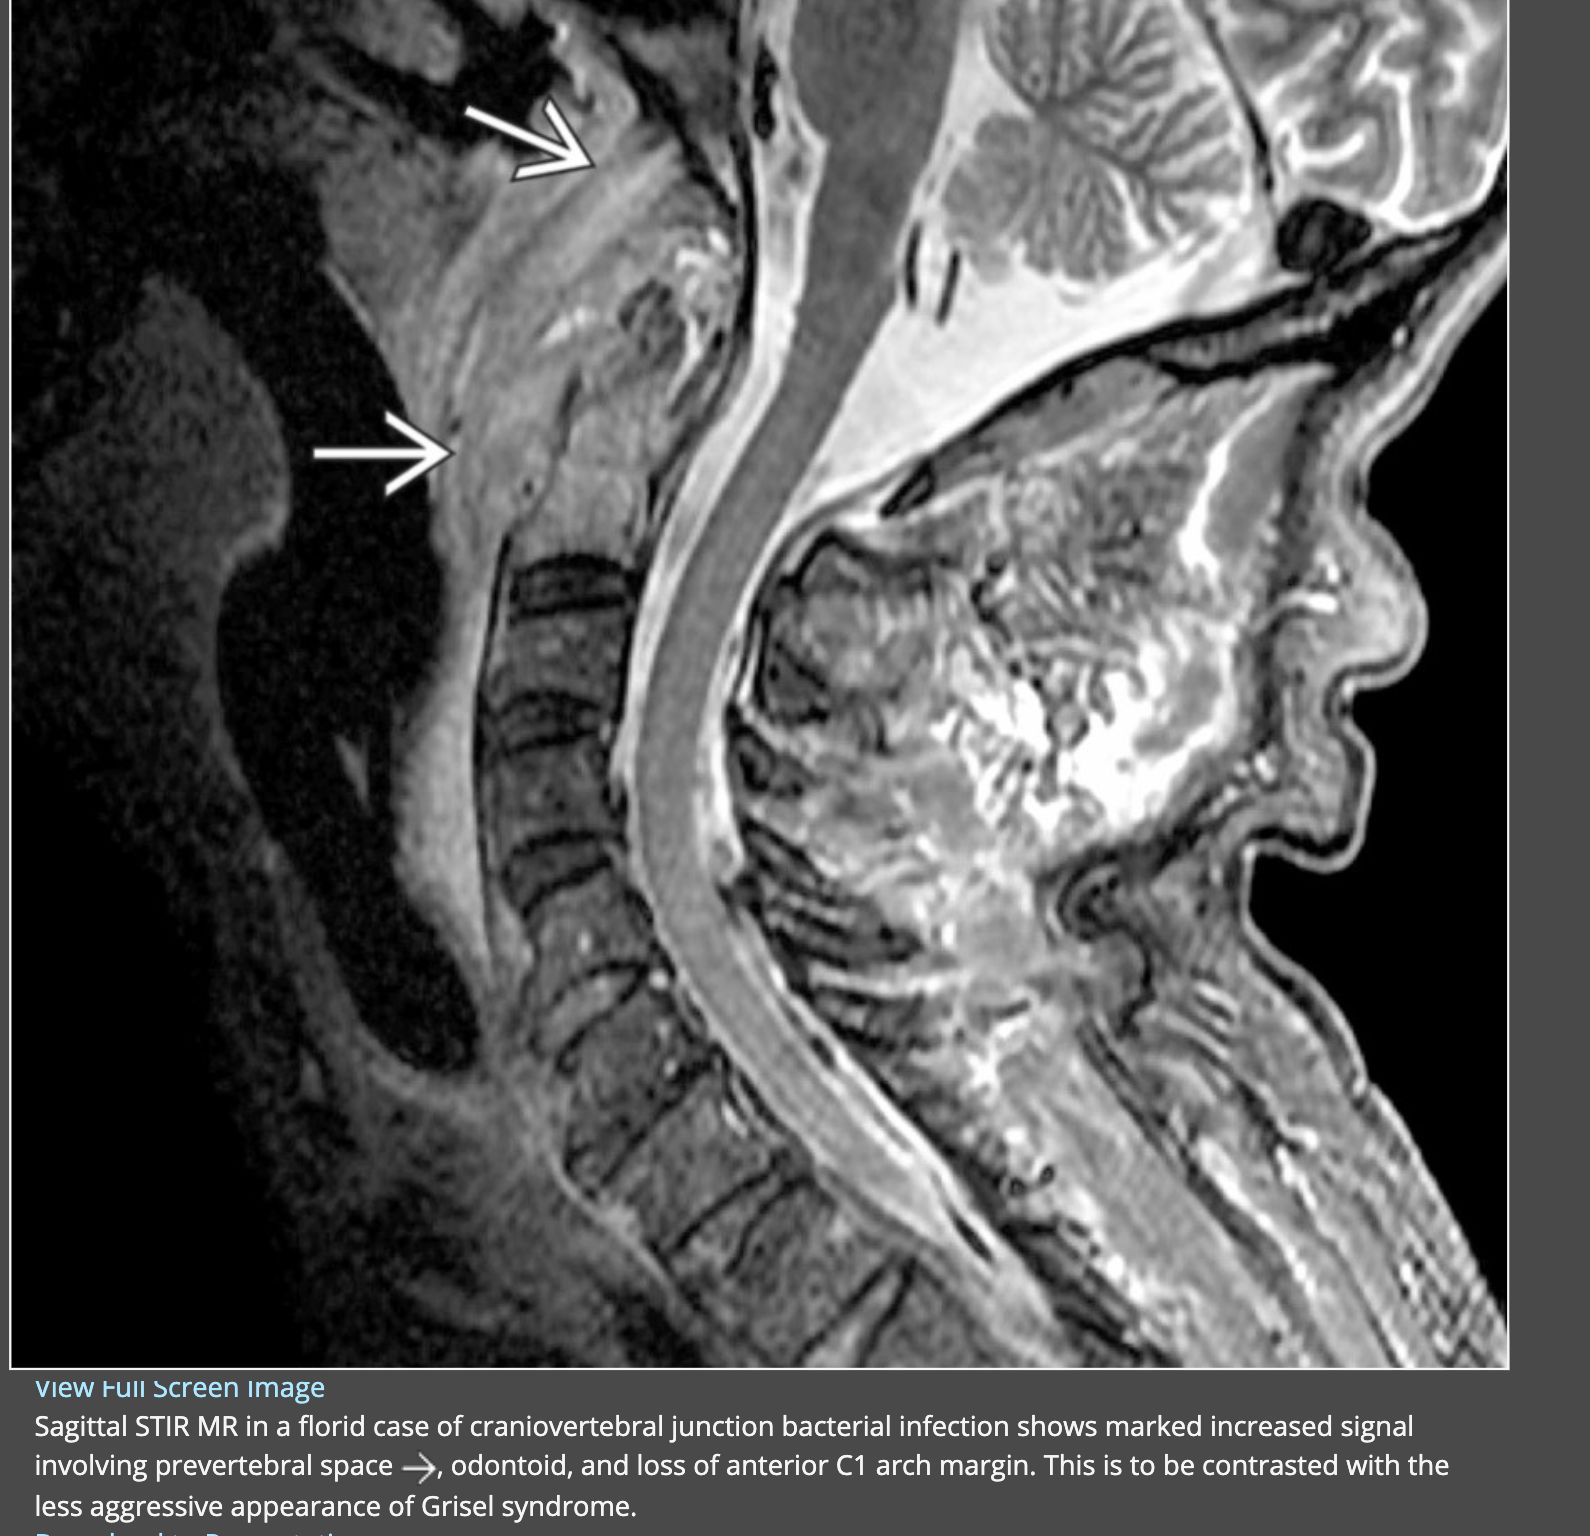 View Full Screen Image
Sagittal STIR MR in a florid case of craniovertebral junction bacterial infection shows marked increased signal
involving prevertebral space →, odontoid, and loss of anterior C1 arch margin. This is to be contrasted with the
less aggressive appearance of Grisel syndrome.